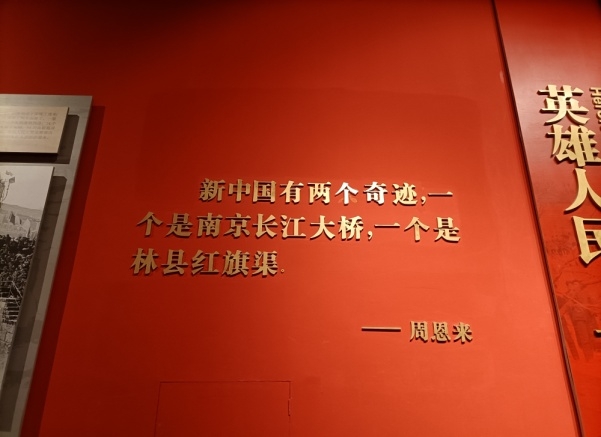 新中国有两个奇迹,一
个是南京长江大桥,一个是
林县红旗渠.
——周恩来
英雄人民